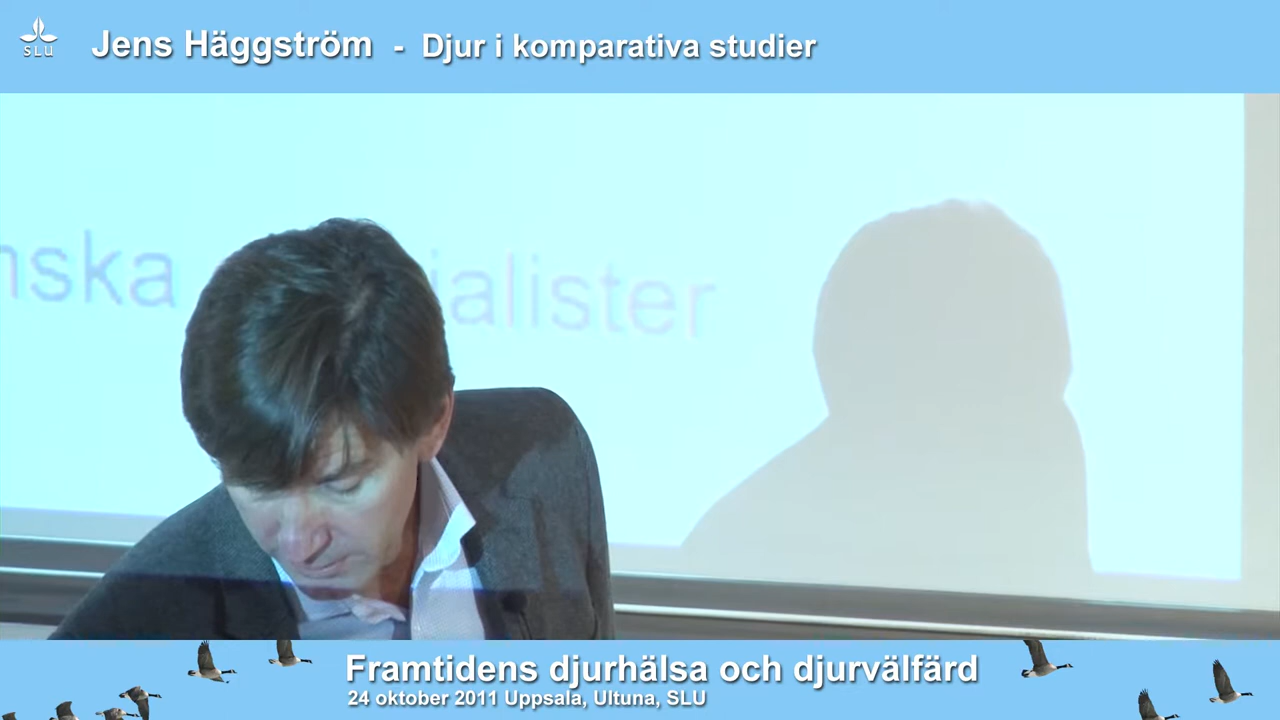 SLU
Jens Häggström - Djur i komparativa studier
nska ialister
Framtidens djurhälsa och djurvälfärd
24 oktober 2011 Uppsala, Ultuna, SLU